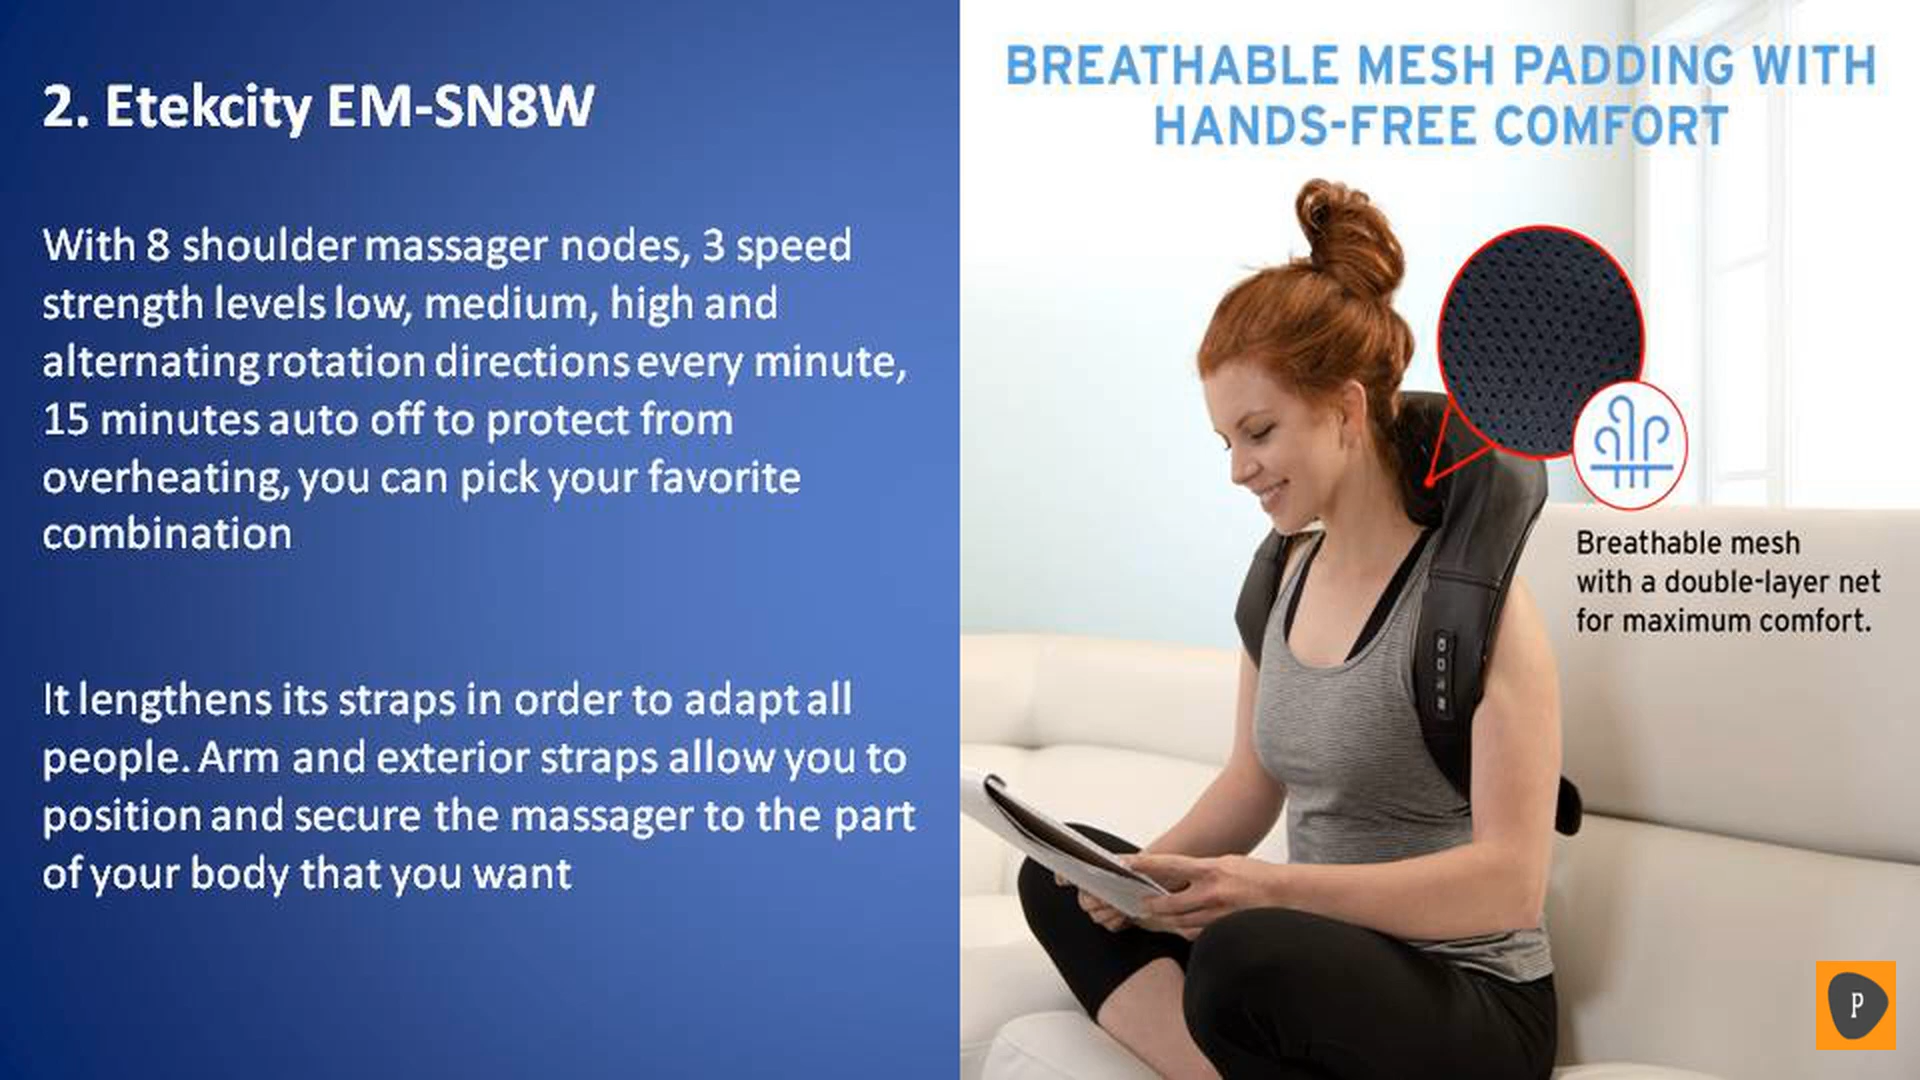 2. Etekcity EM-SN8W
With 8 shoulder massager nodes, 3 speed
strength levels low, medium, high and
alternating rotation directions every minute,
15 minutes auto off to protect from
overheating, you can pick your favorite
combination
It lengthens its straps in order to adapt all
people. Arm and exterior straps allow you to
position and secure the massager to the part
of your body that you want
BREATHABLE MESH PADDING WITH
HANDS-FREE COMFORT
Breathable mesh
with a double-layer net
for maximum comfort.
P